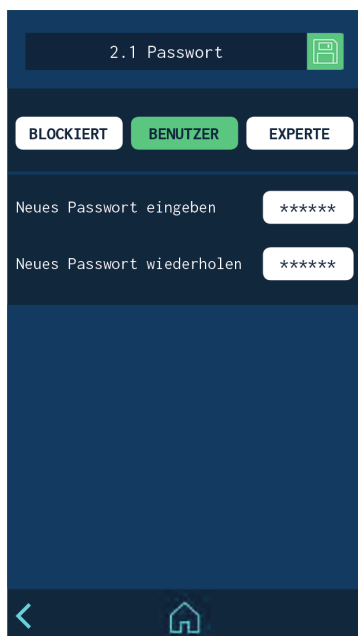 2.1 Passwort
BLOCKIERT BENUTZER EXPERTE
Neues Passwort eingeben ******
Neues Passwort wiederholen ******